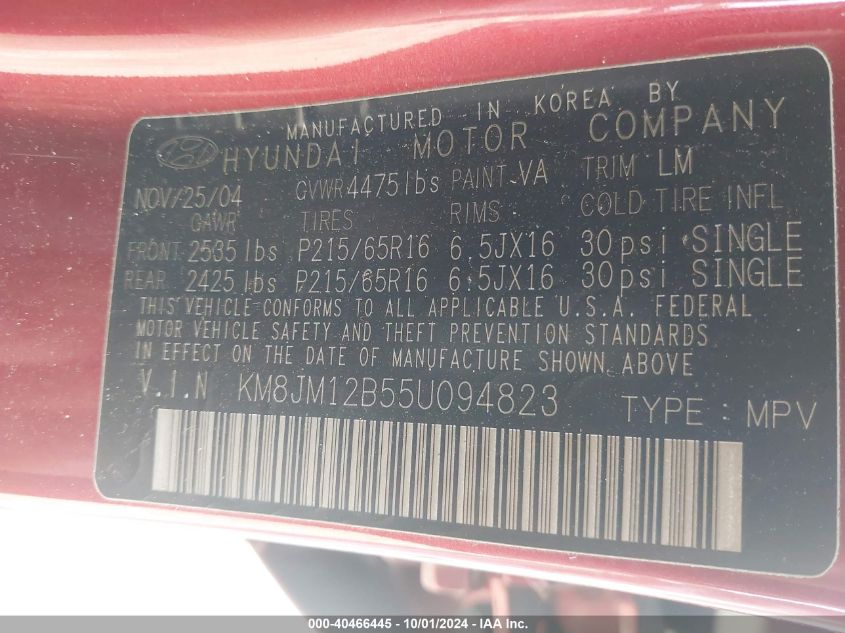 MANUFACTURED IN KOREA BY
HYUNDAI MOTOR COMPANY
NOV/25/04 GVWR 4475lbs PAINT-VA TRIM LM
GAWR TIRES RIMS COLD TIRE INFL
FRONT 2535 lbs P215/65R16 6.5JX16 30psi SINGLE
REAR 2425 lbs P215/65R16 6.5JX16 30psi SINGLE
THIS VEHICLE CONFORMS TO ALL APPLICABLE U.S.A. FEDERAL
MOTOR VEHICLE SAFETY AND THEFT PREVENTION STANDARDS
IN EFFECT ON THE DATE OF MANUFACTURE SHOWN ABOVE.
V.I.N KM8JM12B55U094823 TYPE : MPV
000-40466445 - 10/01/2024 - IAA Inc.